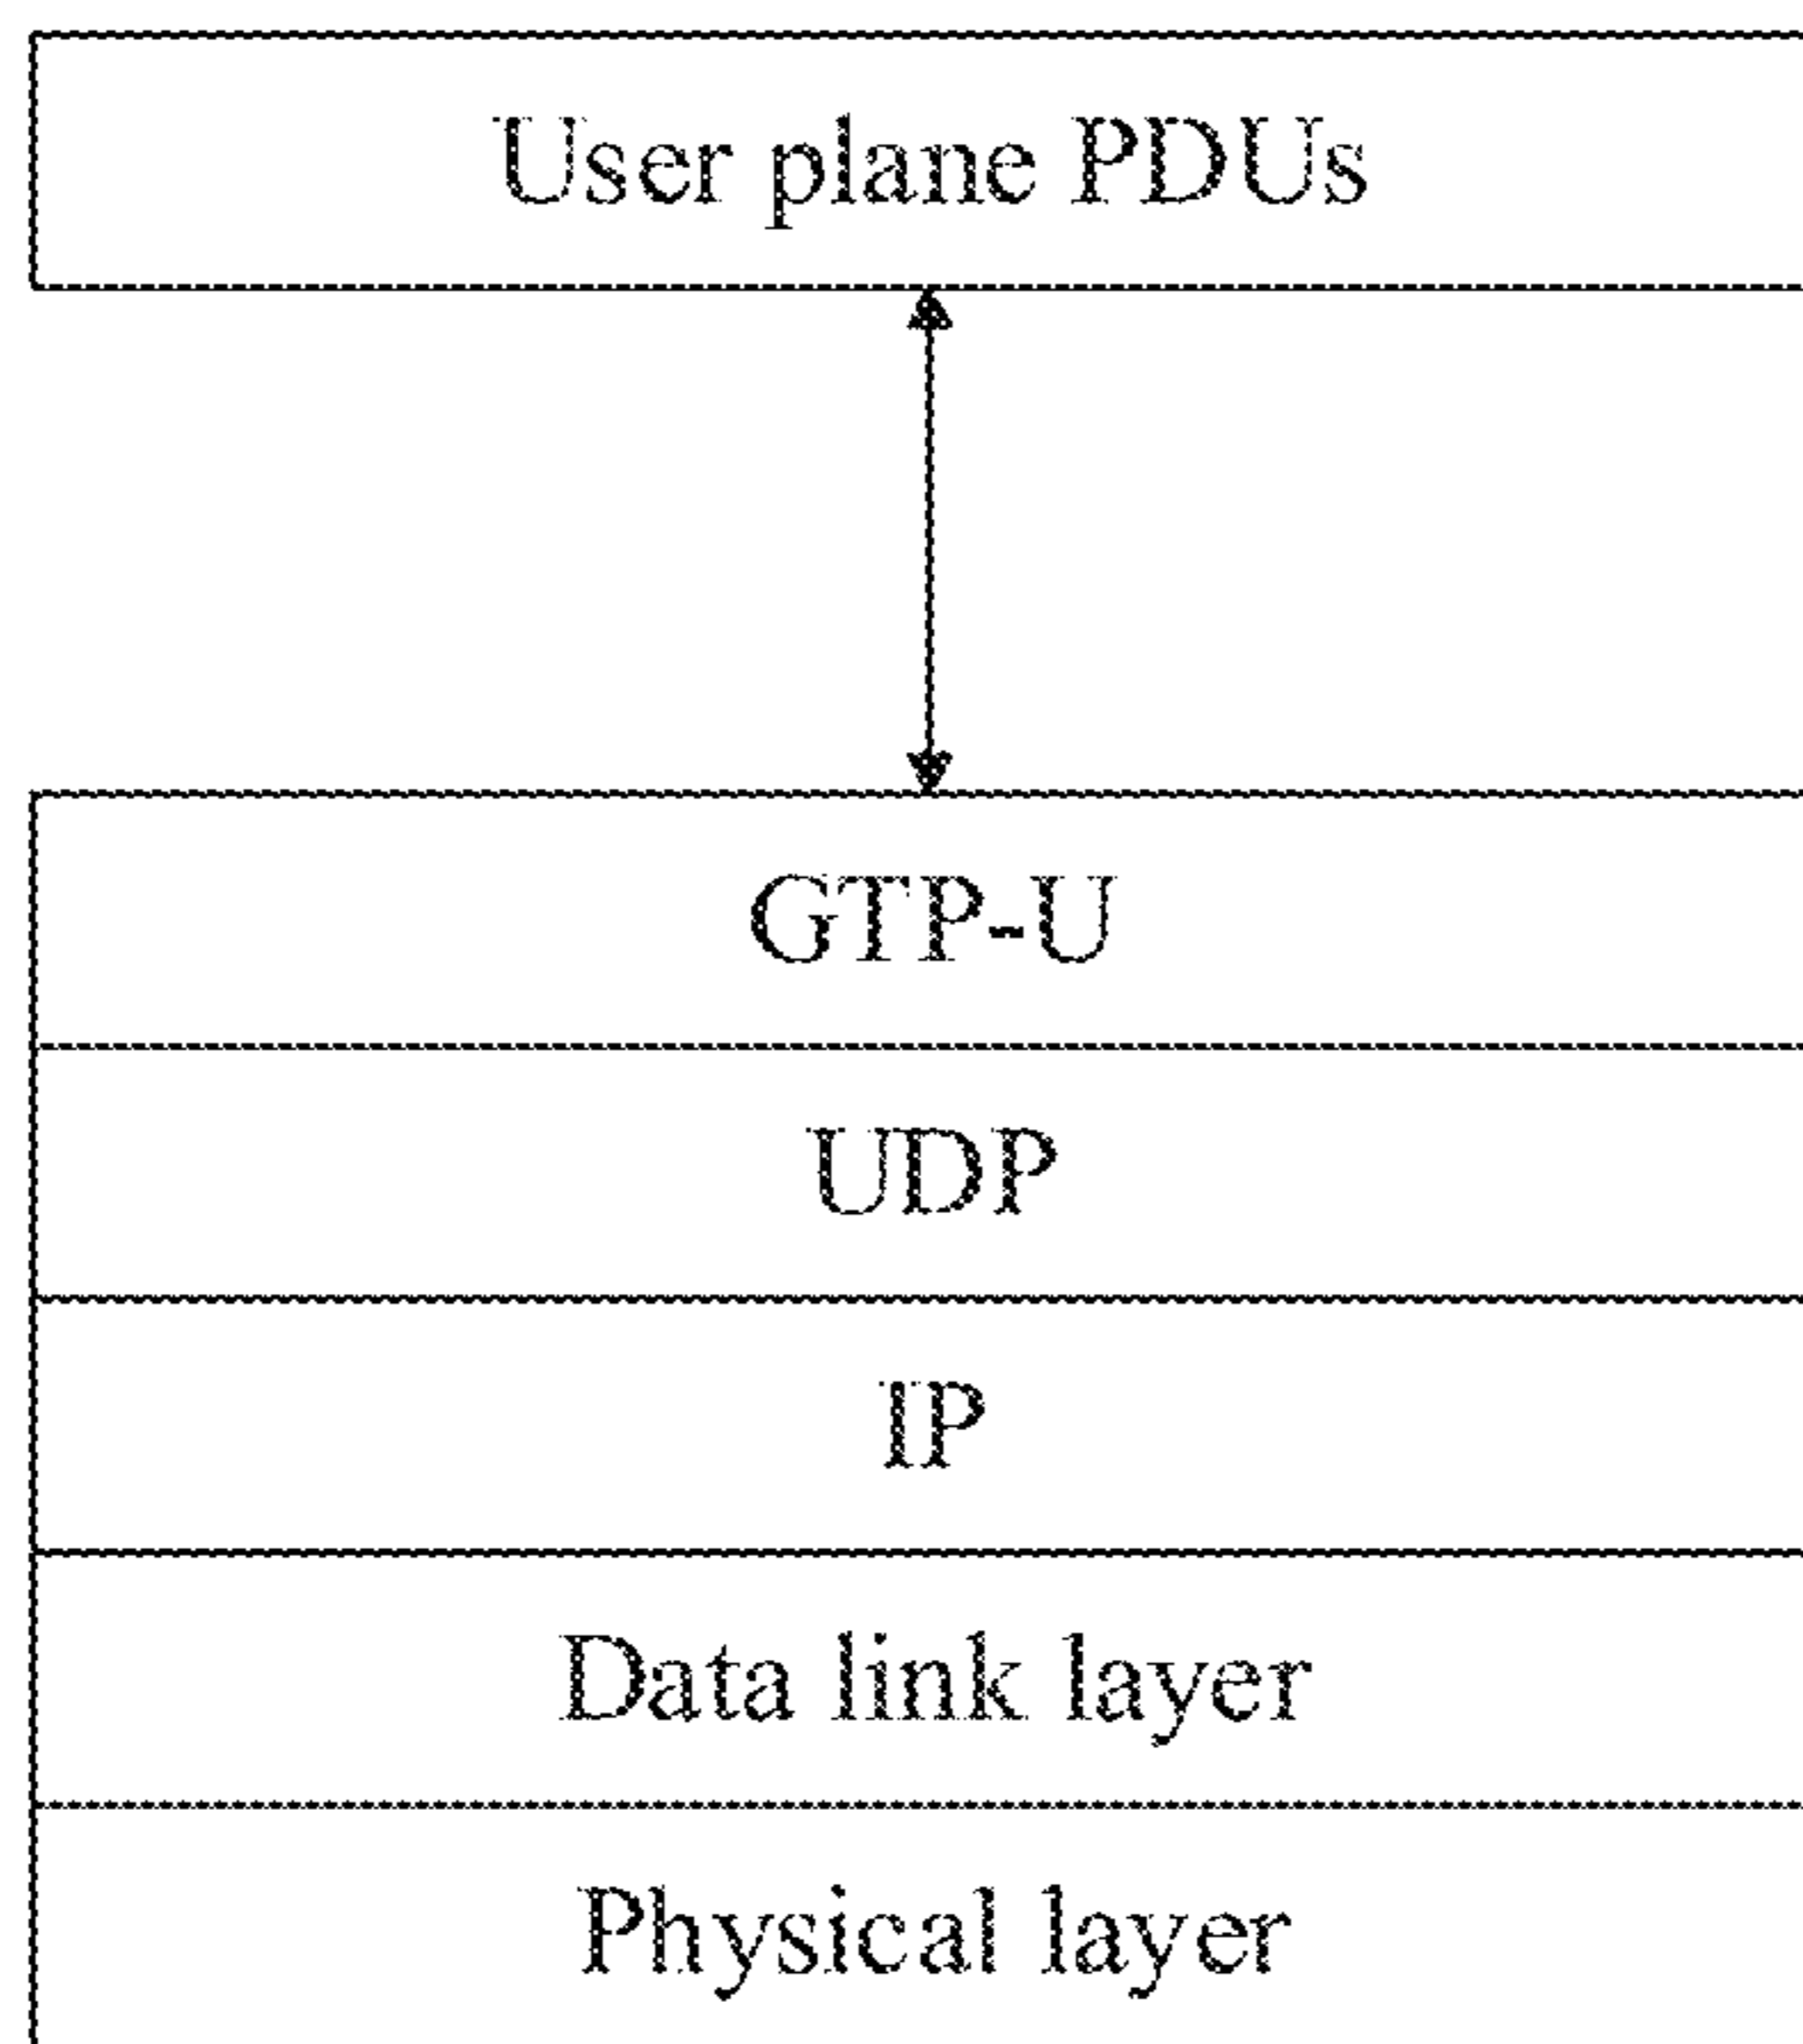 User plane PDUs
GTP-U
UDP
IP
Data link layer
Physical layer